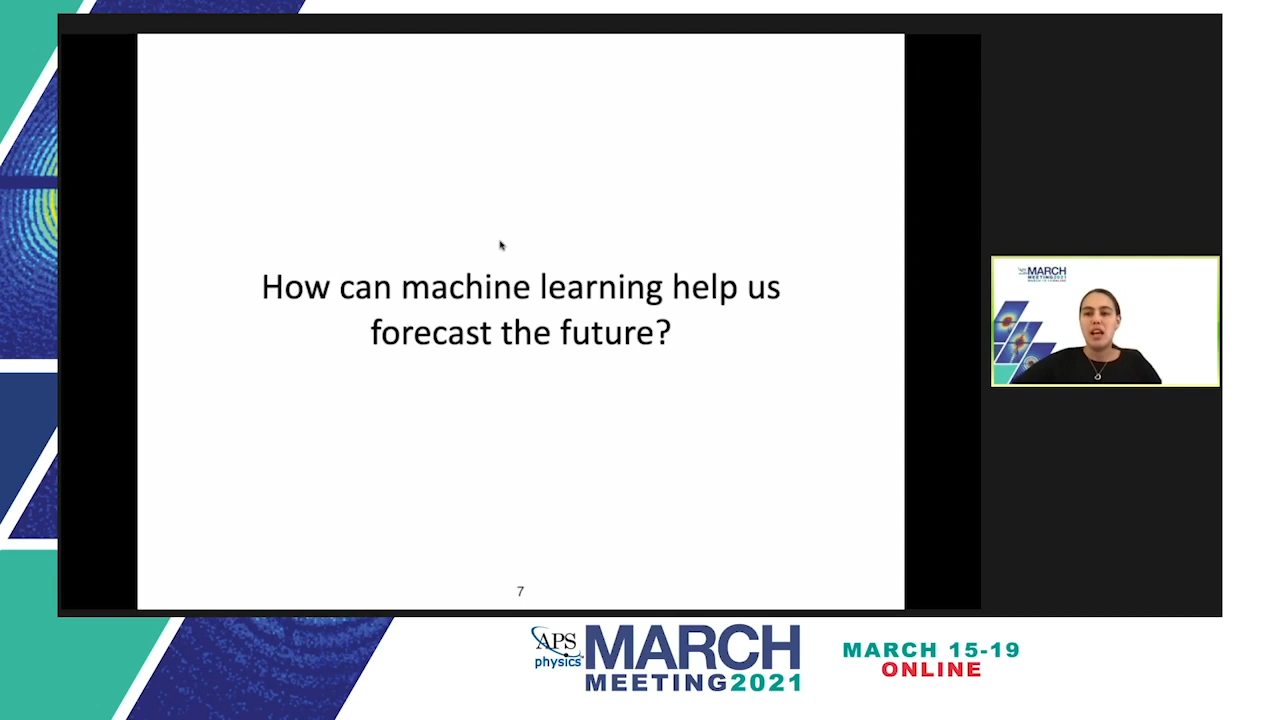 How can machine learning help us
forecast the future?
7
MARCH
MEETING2021
APS
physics
MARCH
MEETING2021
MARCH 15-19
ONLINE